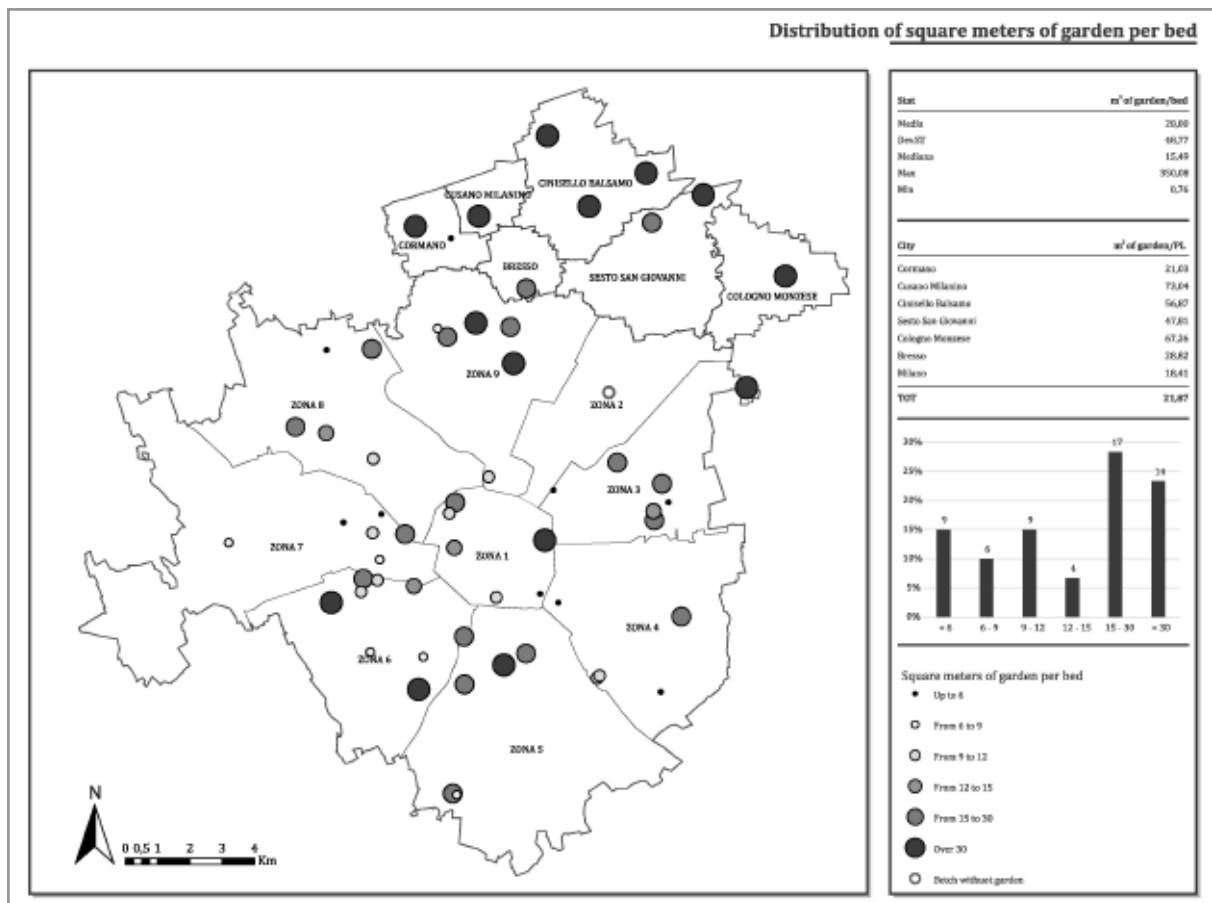 Distribution of square meters of garden per bed
Stat m² of garden/bed
Media 20,80
Dev.ST 48,77
Mediana 15,49
Max 350,08
Min 0,76
City m² of garden/PL
Cormano 21,03
Cusano Milanino 73,04
Cinisello Balsamo 56,87
Sesto San Giovanni 47,81
Cologno Monzese 67,26
Bresso 28,82
Milano 18,41
TOT 21,87
30%
25%
20%
15%
10%
5%
0%
9
6
9
4
17
14
6 - 9
9 - 12
12 - 15
15 - 30
Square meters of garden per bed
Up to 6
From 6 to 9
From 9 to 12
From 12 to 15
From 15 to 30
Over 30
garden
CINISELLO BALSAMO
CUSANO MILANINO
CORMANO
BRESSO
SESTO SAN GIOVANNI
COLOGNO MONZESE
ZONA 9
ZONA 2
ZONA 8
ZONA 3
ZONA 7
ZONA 1
ZONA 4
ZONA 6
ZONA 5
N
0 0,5 1 2 3 4
Km